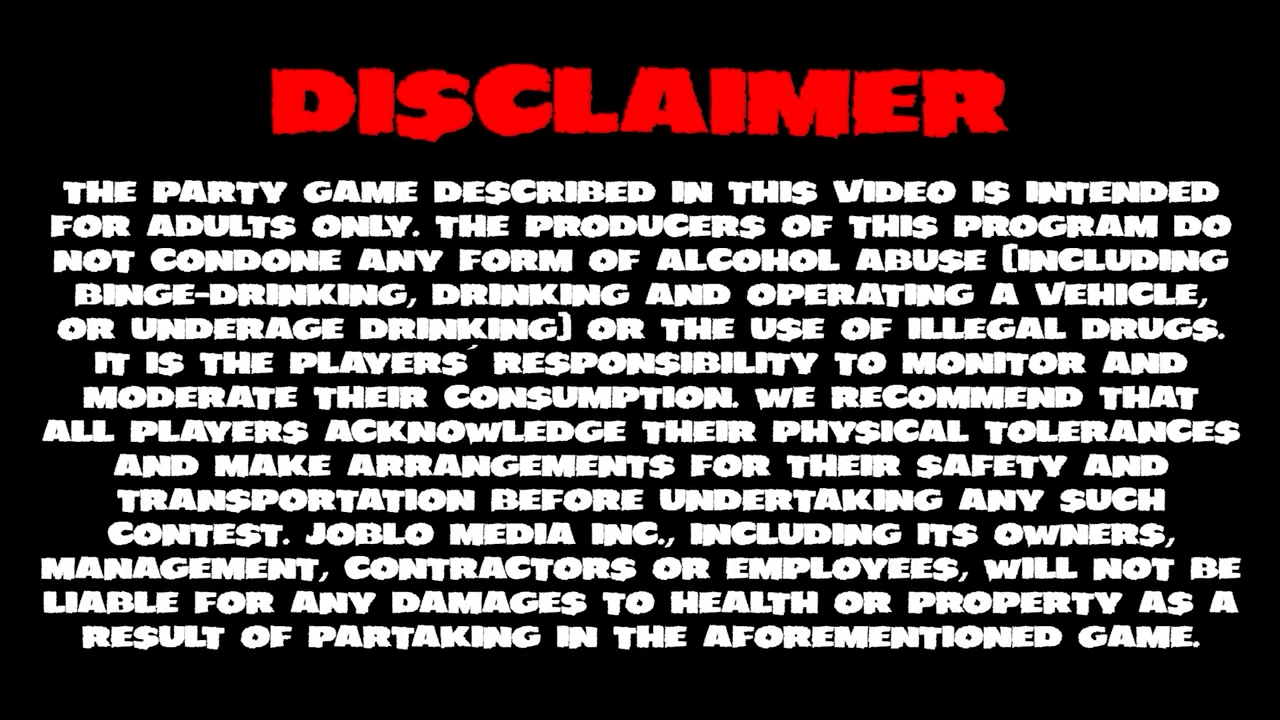 DISCLAIMER
THE PARTY GAME DESCRIBED IN THIS VIDEO IS INTENDED
FOR ADULTS ONLY. THE PRODUCERS OF THIS PROGRAM DO
NOT CONDONE ANY FORM OF ALCOHOL ABUSE (INCLUDING
BINGE-DRINKING, DRINKING AND OPERATING A VEHICLE,
OR UNDERAGE DRINKING) OR THE USE OF ILLEGAL DRUGS.
IT IS THE PLAYERS´ RESPONSIBILITY TO MONITOR AND
MODERATE THEIR CONSUMPTION. WE RECOMMEND THAT
ALL PLAYERS ACKNOWLEDGE THEIR PHYSICAL TOLERANCES
AND MAKE ARRANGEMENTS FOR THEIR SAFETY AND
TRANSPORTATION BEFORE UNDERTAKING ANY SUCH
CONTEST. JOBLO MEDIA INC., INCLUDING ITS OWNERS,
MANAGEMENT, CONTRACTORS OR EMPLOYEES, WILL NOT BE
LIABLE FOR ANY DAMAGES TO HEALTH OR PROPERTY AS A
RESULT OF PARTAKING IN THE AFOREMENTIONED GAME.